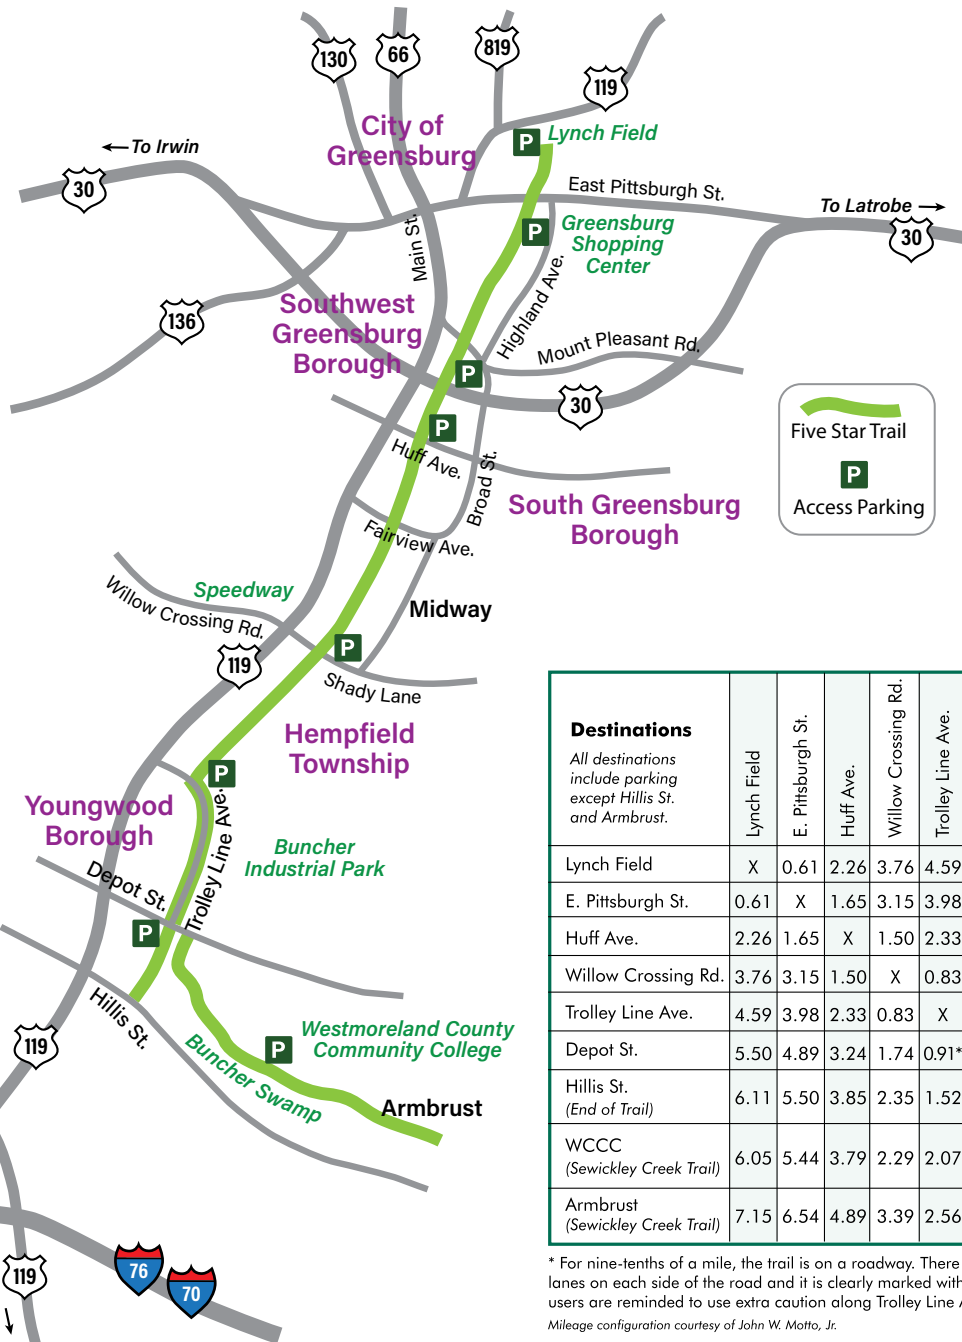 130
66
819
119
City of
Greensburg
P
Lynch Field
To Irwin
30
East Pittsburgh St.
To Latrobe
30
Main St.
P
Greensburg
Shopping
Center
Highland Ave.
136
Southwest
Greensburg
Borough
Mount Pleasant Rd.
P
30
Five Star Trail
P
Access Parking
P
Huff Ave.
Broad St.
South Greensburg
Borough
Fairview Ave.
Speedway
Willow Crossing Rd.
Midway
P
119
Shady Lane
Hempfield
Township
P
Youngwood
Borough
Trolley Line Ave.
Buncher
Industrial Park
Depot St.
P
Hillis St.
119
P
Westmoreland County
Community College
Buncher Swamp
Armbrust
76
70
119
Destinations
All destinations
include parking
except Hillis St.
and Armbrust.
Lynch Field
E. Pittsburgh St.
Huff Ave.
Willow Crossing Rd.
Trolley Line Ave.
Lynch Field X 0.61 2.26 3.76 4.59
E. Pittsburgh St. 0.61 X 1.65 3.15 3.98
Huff Ave. 2.26 1.65 X 1.50 2.33
Willow Crossing Rd. 3.76 3.15 1.50 X 0.83
Trolley Line Ave. 4.59 3.98 2.33 0.83 X
Depot St. 5.50 4.89 3.24 1.74 0.91*
Hillis St.
(End of Trail) 6.11 5.50 3.85 2.35 1.52
WCCC
(Sewickley Creek Trail) 6.05 5.44 3.79 2.29 2.07
Armbrust
(Sewickley Creek Trail) 7.15 6.54 4.89 3.39 2.56
* For nine-tenths of a mile, the trail is on a roadway. There
lanes on each side of the road and it is clearly marked with
users are reminded to use extra caution along Trolley Line A
Mileage configuration courtesy of John W. Motto, Jr.